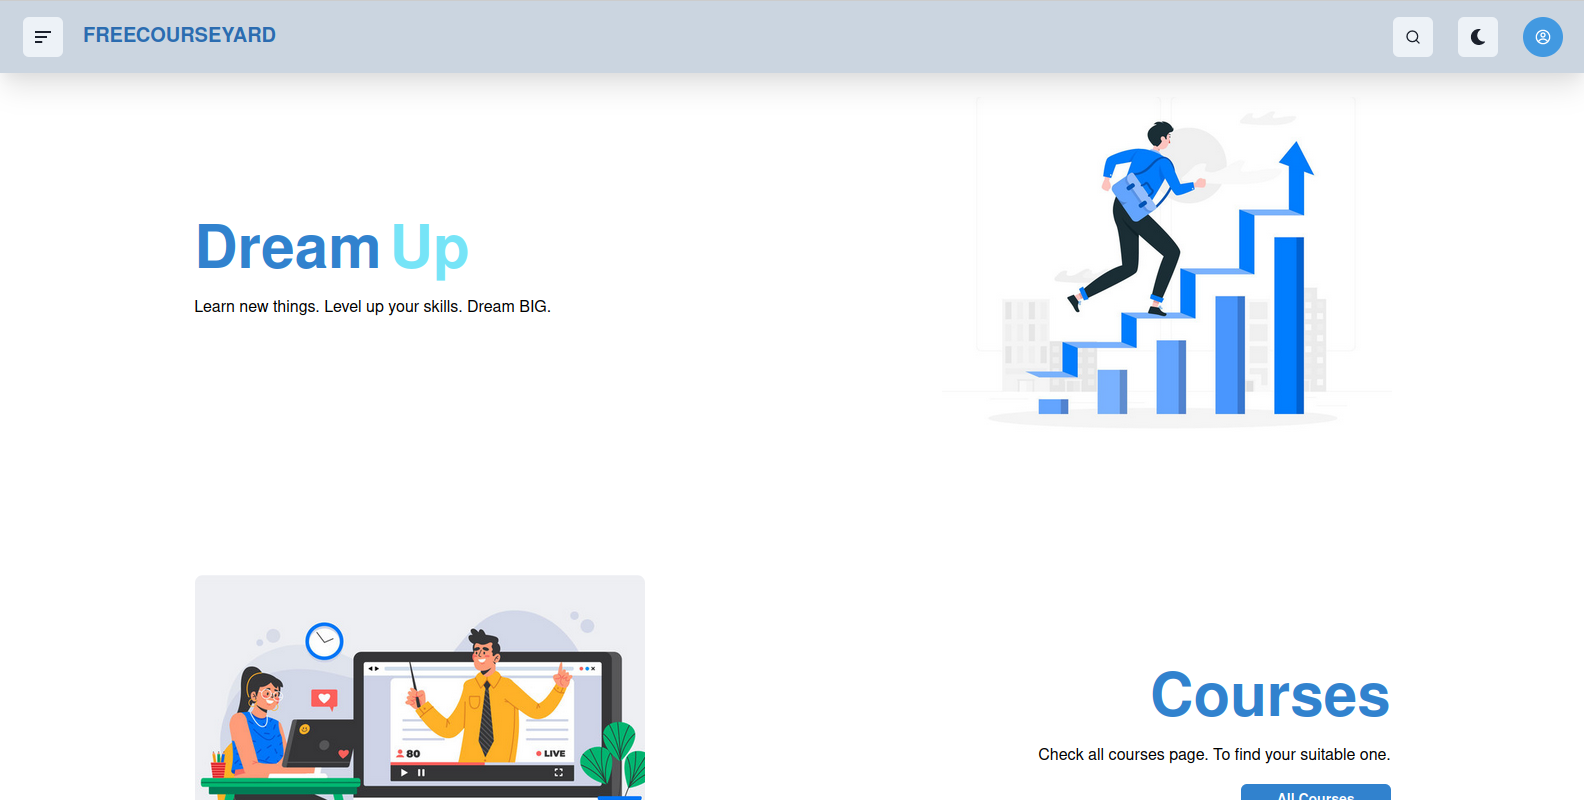 FREECOURSEYARD
Dream Up
Learn new things. Level up your skills. Dream BIG.
80
LIVE
Courses
Check all courses page. To find your suitable one.
All Courses